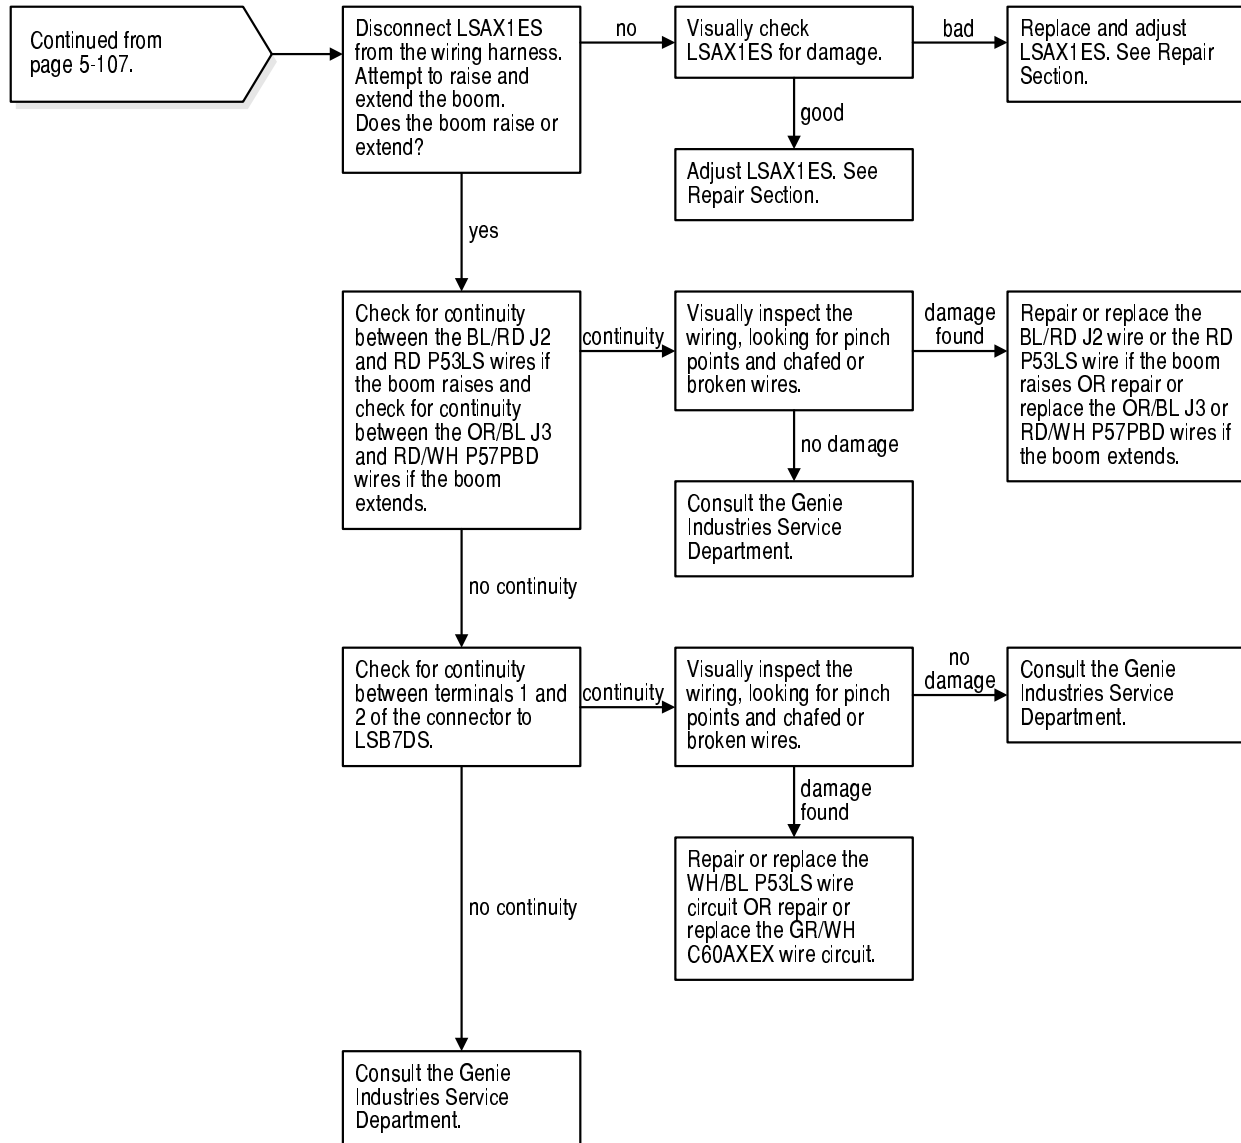 Continued from
page 5-107.
Disconnect LSAX1ES
from the wiring harness.
Attempt to raise and
extend the boom.
Does the boom raise or
extend?
no
Visually check
LSAX1ES for damage.
bad
Replace and adjust
LSAX1ES. See Repair
Section.
good
Adjust LSAX1ES. See
Repair Section.
yes
Check for continuity
between the BL/RD J2
and RD P53LS wires if
the boom raises and
check for continuity
between the OR/BL J3
and RD/WH P57PBD
wires if the boom
extends.
continuity
Visually inspect the
wiring, looking for pinch
points and chafed or
broken wires.
damage
found
Repair or replace the
BL/RD J2 wire or the RD
P53LS wire if the boom
raises OR repair or
replace the OR/BL J3 or
RD/WH P57PBD wires if
the boom extends.
no damage
Consult the Genie
Industries Service
Department.
no continuity
Check for continuity
between terminals 1 and
2 of the connector to
LSB7DS.
continuity
Visually inspect the
wiring, looking for pinch
points and chafed or
broken wires.
no
damage
Consult the Genie
Industries Service
Department.
damage
found
Repair or replace the
WH/BL P53LS wire
circuit OR repair or
replace the GR/WH
C60AXEX wire circuit.
no continuity
Consult the Genie
Industries Service
Department.